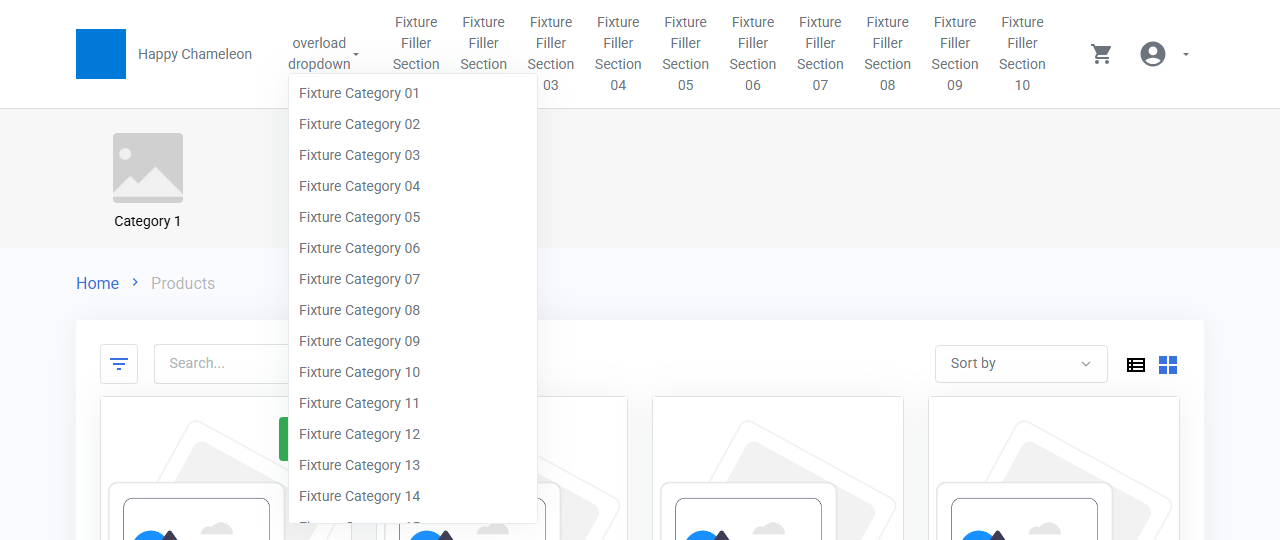 Happy Chameleon
overload
dropdown
Fixture
Filler
Section
Fixture
Filler
Section
Fixture
Filler
Section
03
Fixture
Filler
Section
04
Fixture
Filler
Section
05
Fixture
Filler
Section
06
Fixture
Filler
Section
07
Fixture
Filler
Section
08
Fixture
Filler
Section
09
Fixture
Filler
Section
10
Fixture Category 01
Fixture Category 02
Fixture Category 03
Fixture Category 04
Fixture Category 05
Fixture Category 06
Fixture Category 07
Fixture Category 08
Fixture Category 09
Fixture Category 10
Fixture Category 11
Fixture Category 12
Fixture Category 13
Fixture Category 14
Category 1
Home
Products
Search...
Sort by